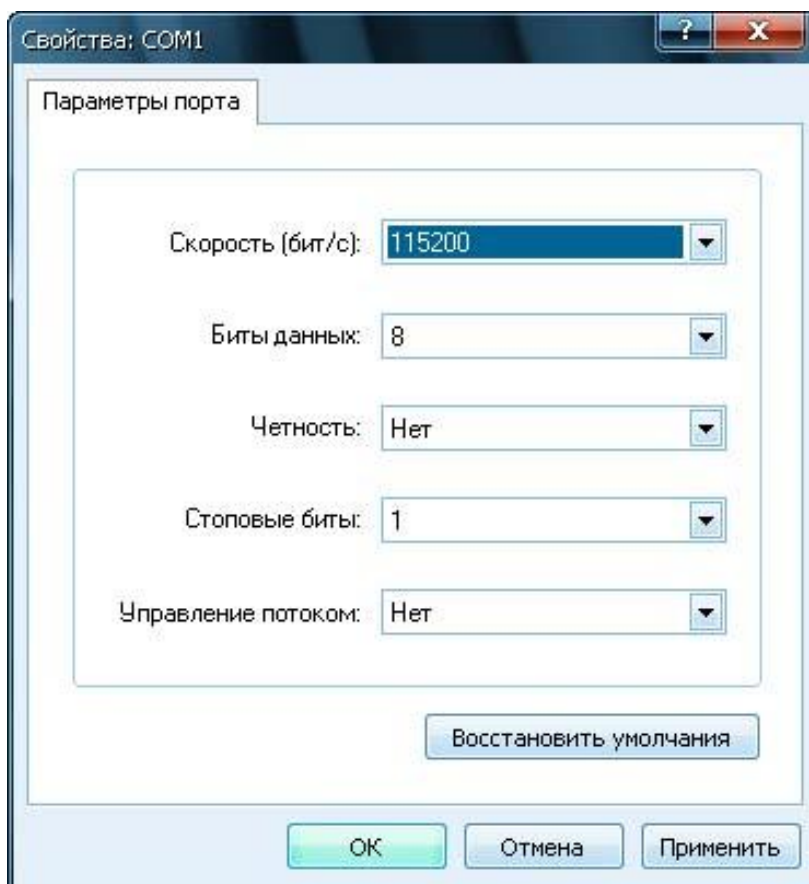 Свойства: COM1
?
X
Параметры порта
Скорость (бит/с): 115200
Биты данных: 8
Четность: Нет
Стоповые биты: 1
Управление потоком: Нет
Восстановить умолчания
ОК Отмена Применить